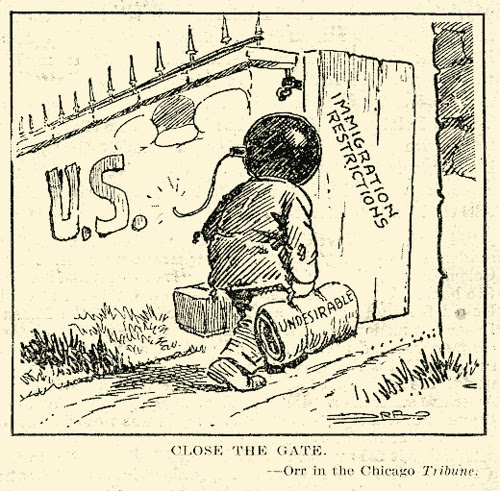 U.S.
IMMIGRATION
RESTRICTIONS
UNDESIRABLE
ORR
CLOSE THE GATE.
—Orr in the Chicago Tribune.